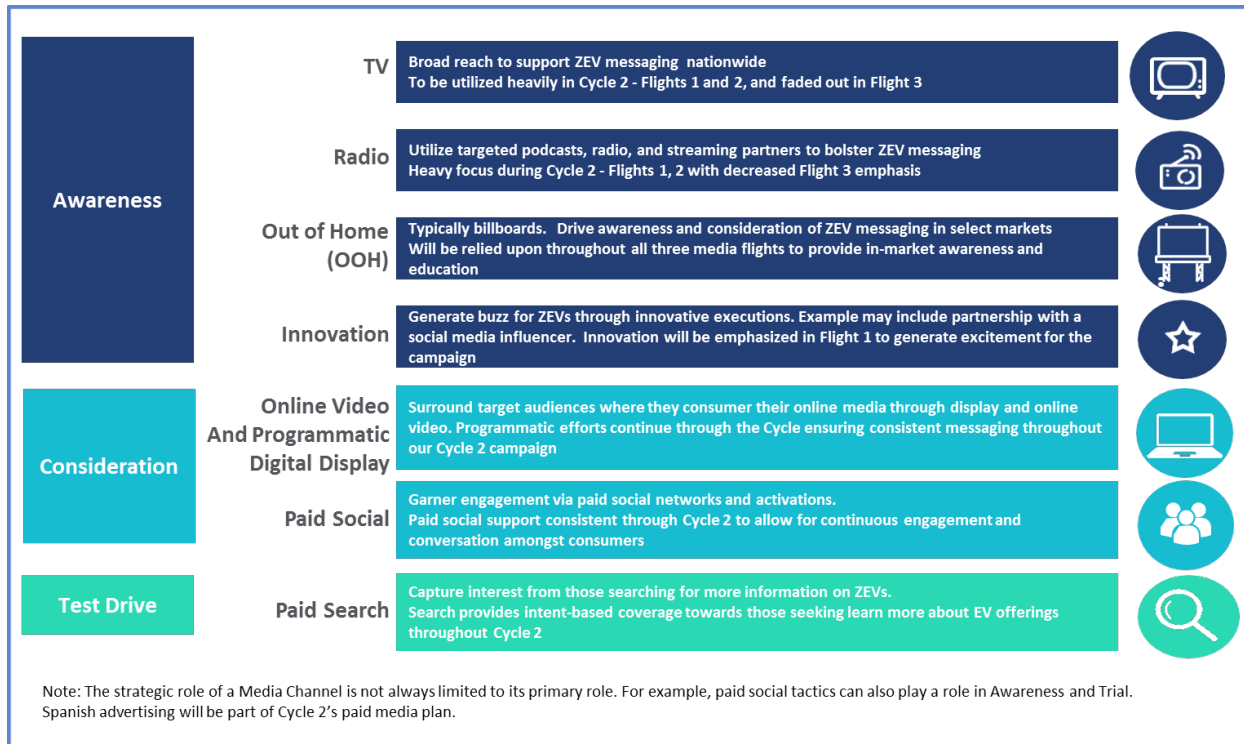 Awareness
TV
Broad reach to support ZEV messaging nationwide
To be utilized heavily in Cycle 2 - Flights 1 and 2, and faded out in Flight 3
Radio
Utilize targeted podcasts, radio, and streaming partners to bolster ZEV messaging
Heavy focus during Cycle 2 - Flights 1, 2 with decreased Flight 3 emphasis
Out of Home
(OOH)
Typically billboards. Drive awareness and consideration of ZEV messaging in select markets
Will be relied upon throughout all three media flights to provide in-market awareness and
education
Innovation
Generate buzz for ZEVs through innovative executions. Example may include partnership with a
social media influencer. Innovation will be emphasized in Flight 1 to generate excitement for the
campaign
Consideration
Online Video
And Programmatic
Digital Display
Surround target audiences where they consumer their online media through display and online
video. Programmatic efforts continue through the Cycle ensuring consistent messaging throughout
our Cycle 2 campaign
Paid Social
Garner engagement via paid social networks and activations.
Paid social support consistent through Cycle 2 to allow for continuous engagement and
conversation amongst consumers
Test Drive
Paid Search
Capture interest from those searching for more information on ZEVs.
Search provides intent-based coverage towards those seeking learn more about EV offerings
throughout Cycle 2
Note: The strategic role of a Media Channel is not always limited to its primary role. For example, paid social tactics can also play a role in Awareness and Trial.
Spanish advertising will be part of Cycle 2's paid media plan.